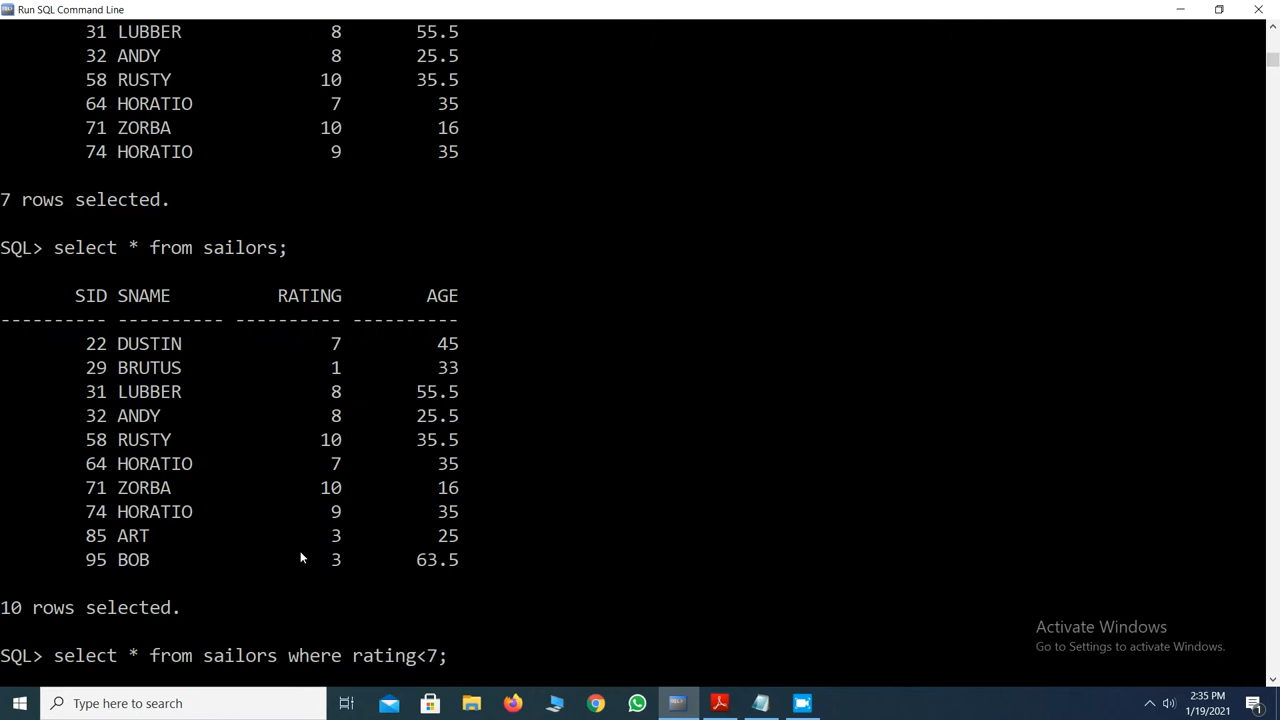 Run SQL Command Line
31 LUBBER 8 55.5
32 ANDY 8 25.5
58 RUSTY 10 35.5
64 HORATIO 7 35
71 ZORBA 10 16
74 HORATIO 9 35
7 rows selected.
SQL> select * from sailors;
SID SNAME RATING AGE
---------- ---------- ---------- ----------
22 DUSTIN 7 45
29 BRUTUS 1 33
31 LUBBER 8 55.5
32 ANDY 8 25.5
58 RUSTY 10 35.5
64 HORATIO 7 35
71 ZORBA 10 16
74 HORATIO 9 35
85 ART 3 25
95 BOB 3 63.5
10 rows selected.
SQL> select * from sailors where rating<7;
Activate Windows
Go to Settings to activate Windows.
Type here to search
2:35 PM
1/19/2021
1